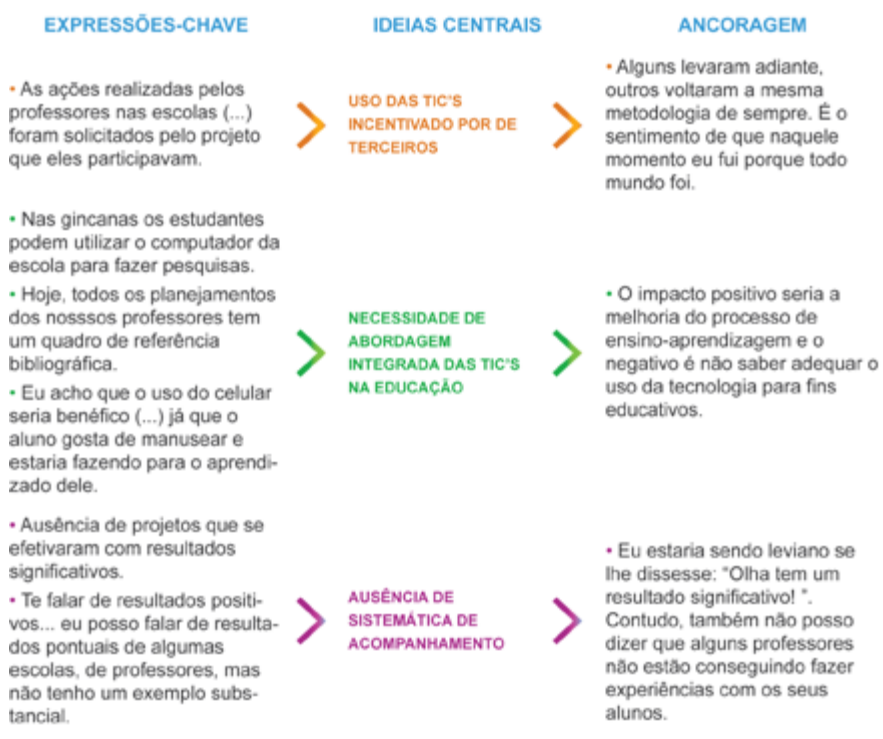 EXPRESSÕES-CHAVE
IDEIAS CENTRAIS
ANCORAGEM
• As ações realizadas pelos
professores nas escolas (...)
foram solicitados pelo projeto
que eles participavam.
USO DAS TIC'S
INCENTIVADO POR DE
TERCEIROS
• Alguns levaram adiante,
outros voltaram a mesma
metodologia de sempre. É o
sentimento de que naquele
momento eu fui porque todo
mundo foi.
• Nas gincanas os estudantes
podem utilizar o computador da
escola para fazer pesquisas.
• Hoje, todos os planejamentos
dos nosssos professores tem
um quadro de referência
bibliográfica.
• Eu acho que o uso do celular
seria benéfico (...) já que o
aluno gosta de manusear e
estaria fazendo para o aprendi-
zado dele.
NECESSIDADE DE
ABORDAGEM
INTEGRADA DAS TIC'S
NA EDUCAÇÃO
• O impacto positivo seria a
melhoria do processo de
ensino-aprendizagem e o
negativo é não saber adequar o
uso da tecnologia para fins
educativos.
• Ausência de projetos que se
efetivaram com resultados
significativos.
• Te falar de resultados positi-
vos... eu posso falar de resulta-
dos pontuais de algumas
escolas, de professores, mas
não tenho um exemplo subs-
tancial.
AUSÊNCIA DE
SISTEMÁTICA DE
ACOMPANHAMENTO
• Eu estaria sendo leviano se
lhe dissesse: "Olha tem um
resultado significativo! ".
Contudo, também não posso
dizer que alguns professores
não estão conseguindo fazer
experiências com os seus
alunos.